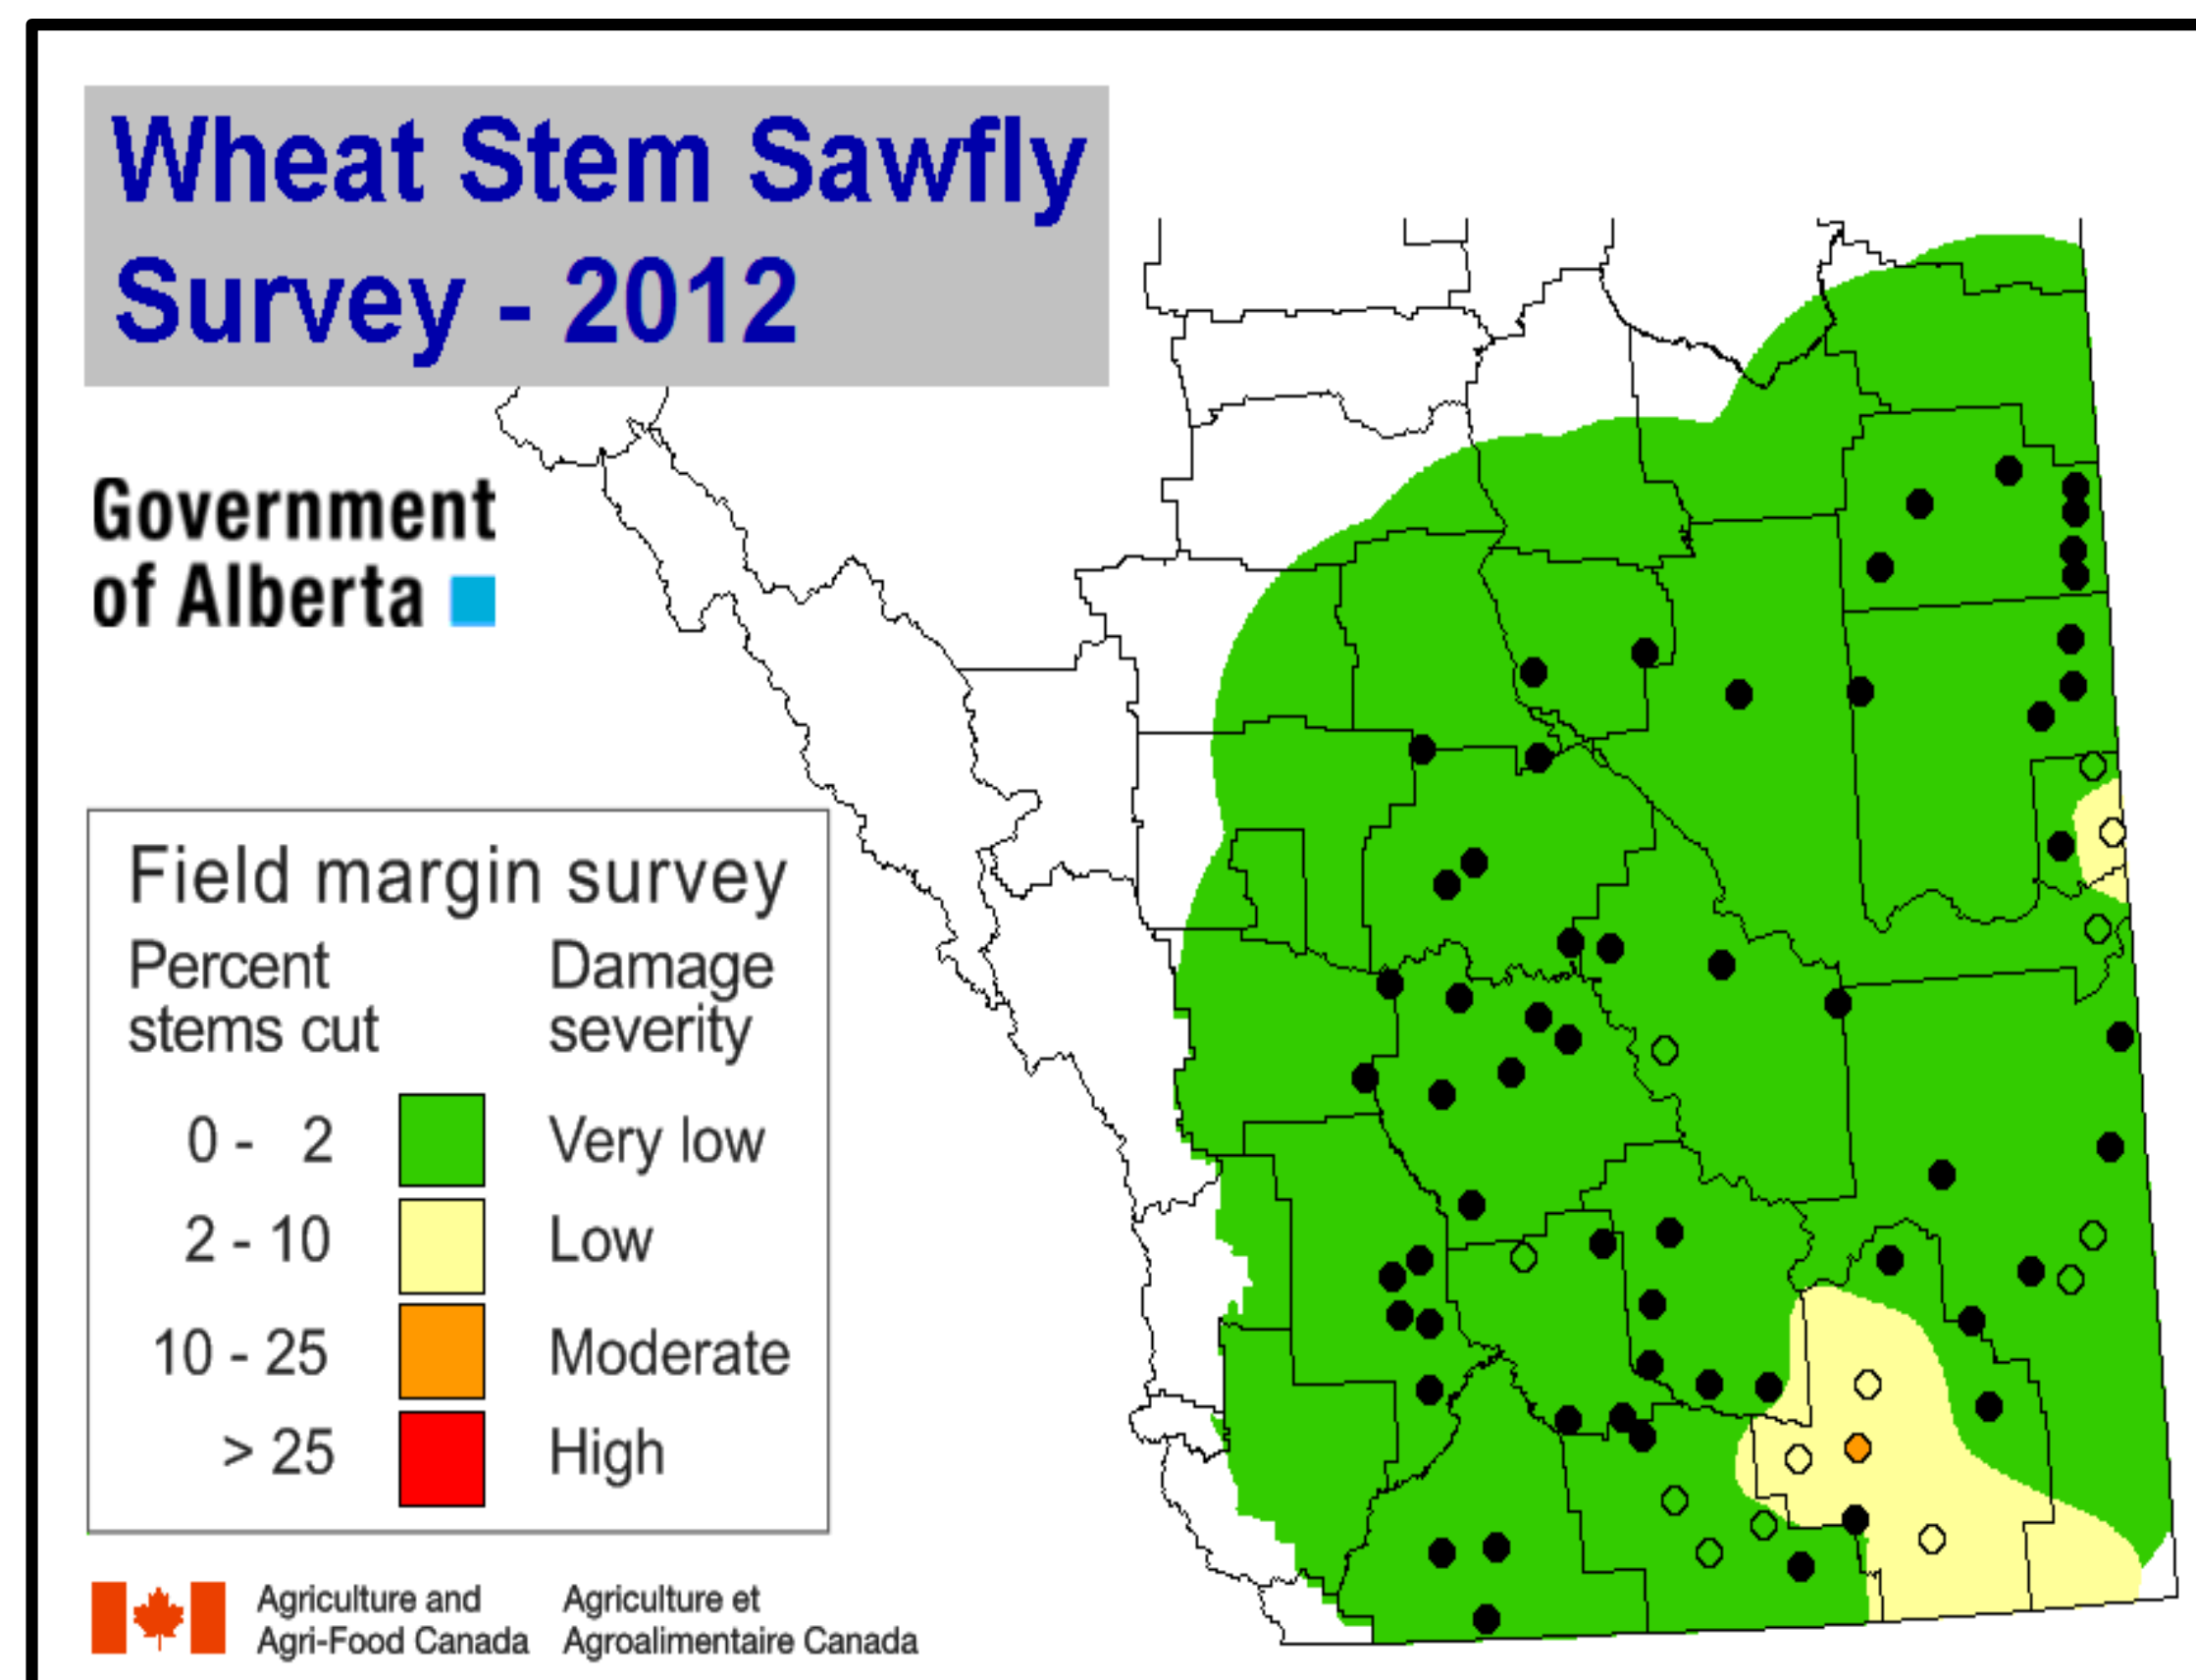 Wheat Stem Sawfly
Survey - 2012
Government
of Alberta
Field margin survey
Percent stems cut
Damage severity
0 - 2 Very low
2 - 10 Low
10 - 25 Moderate
> 25 High
Agriculture and
Agri-Food Canada
Agriculture et
Agroalimentaire Canada